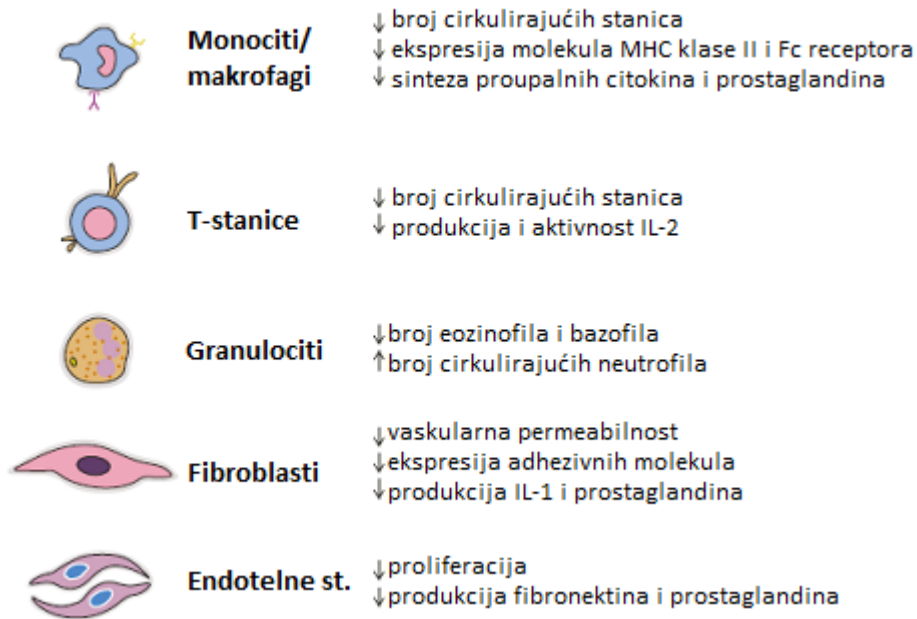 Monociti/
makrofagi
↓ broj cirkulirajućih stanica
↓ ekspresija molekula MHC klase II i Fc receptora
↓ sinteza proupalnih citokina i prostaglandina
T-stanice
↓ broj cirkulirajućih stanica
↓ produkcija i aktivnost IL-2
Granulociti
↓broj eozinofila i bazofila
↑broj cirkulirajućih neutrofila
Fibroblasti
↓vaskularna permeabilnost
↓ekspresija adhezivnih molekula
↓produkcija IL-1 i prostaglandina
Endotelne st.
↓proliferacija
↓produkcija fibronektina i prostaglandina